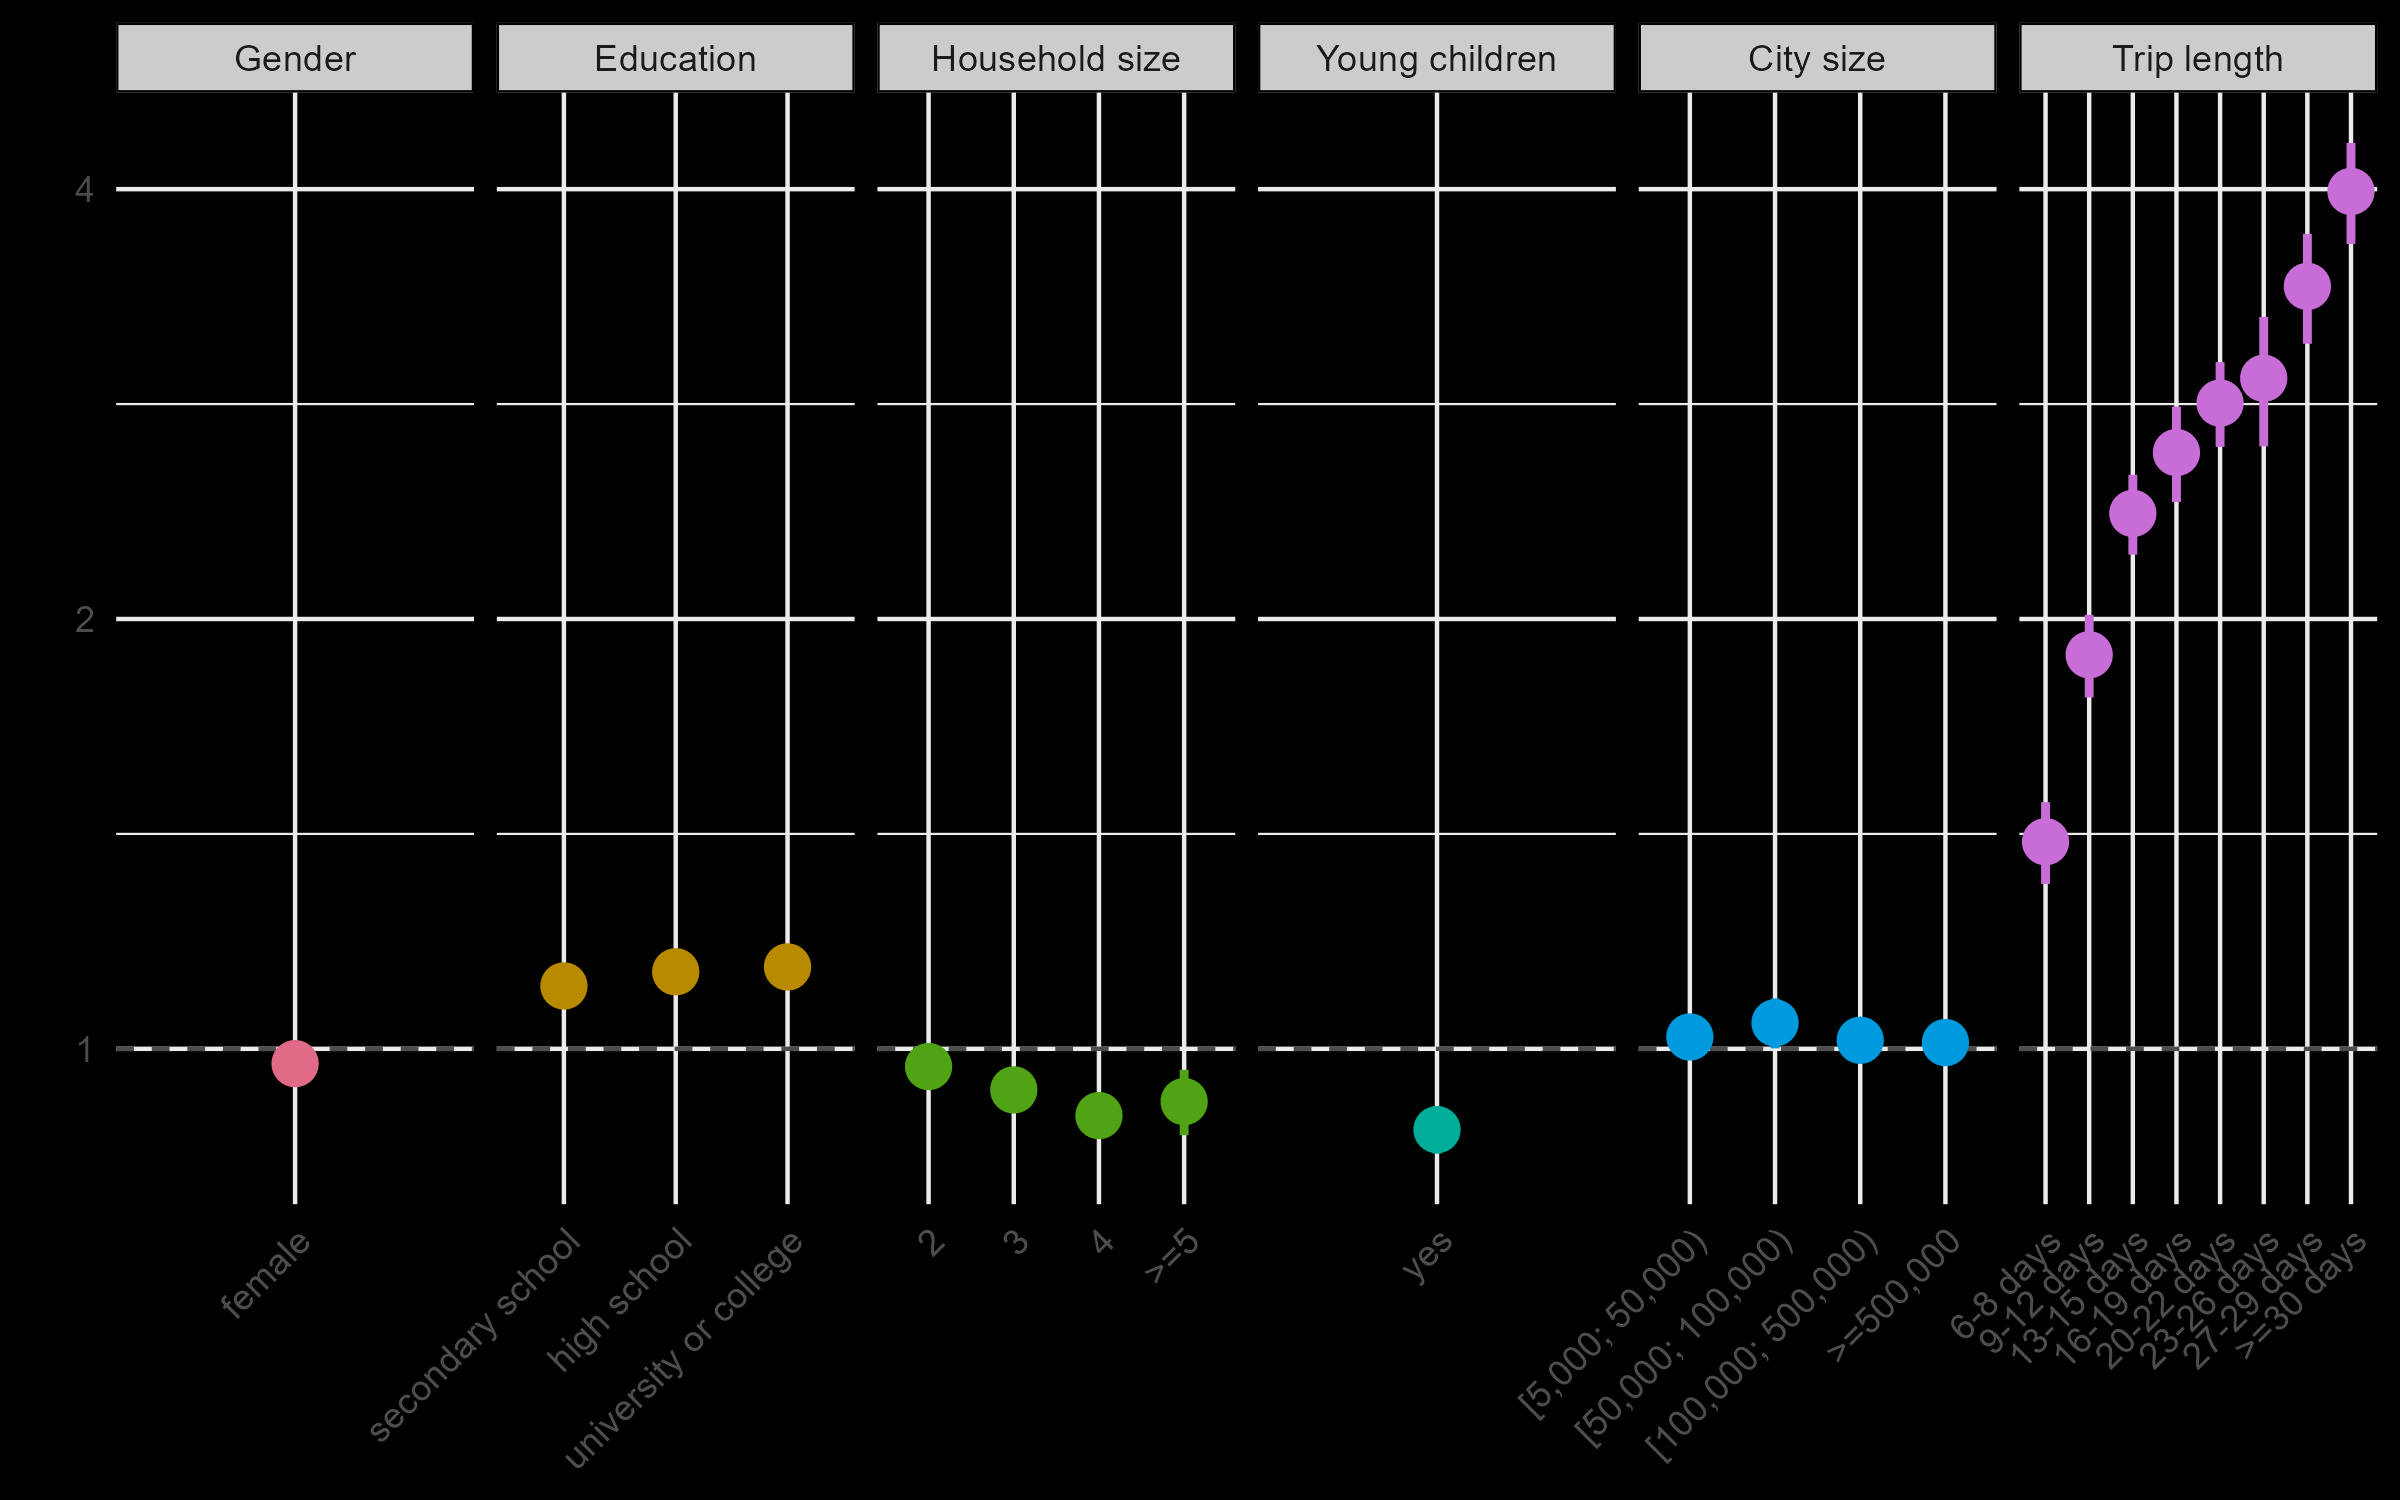 Gender
Education
Household size
Young children
City size
Trip length
4
2
1
female
secondary school
high school
university or college
2
3
4
>=5
yes
[5,000; 50,000)
[50,000; 100,000)
[100,000; 500,000)
>=500,000
6-8 days
9-12 days
13-15 days
16-19 days
20-22 days
23-26 days
27-29 days
>=30 days